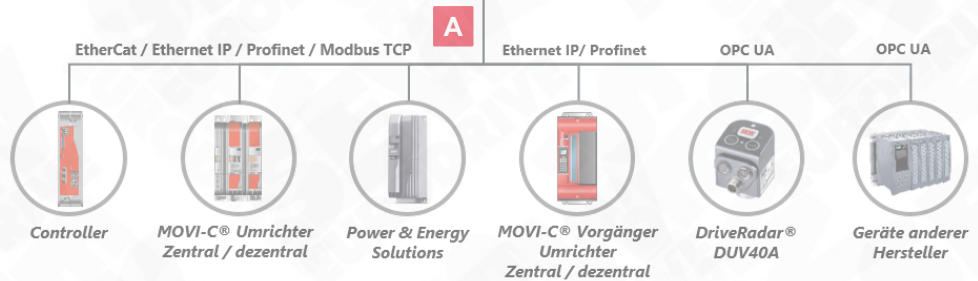 A
EtherCat / Ethernet IP / Profinet / Modbus TCP
Ethernet IP/ Profinet
OPC UA
OPC UA
Controller
MOVI-C® Umrichter
Zentral / dezentral
Power & Energy
Solutions
MOVI-C® Vorgänger
Umrichter
Zentral / dezentral
DriveRadar®
DUV40A
Geräte anderer
Hersteller